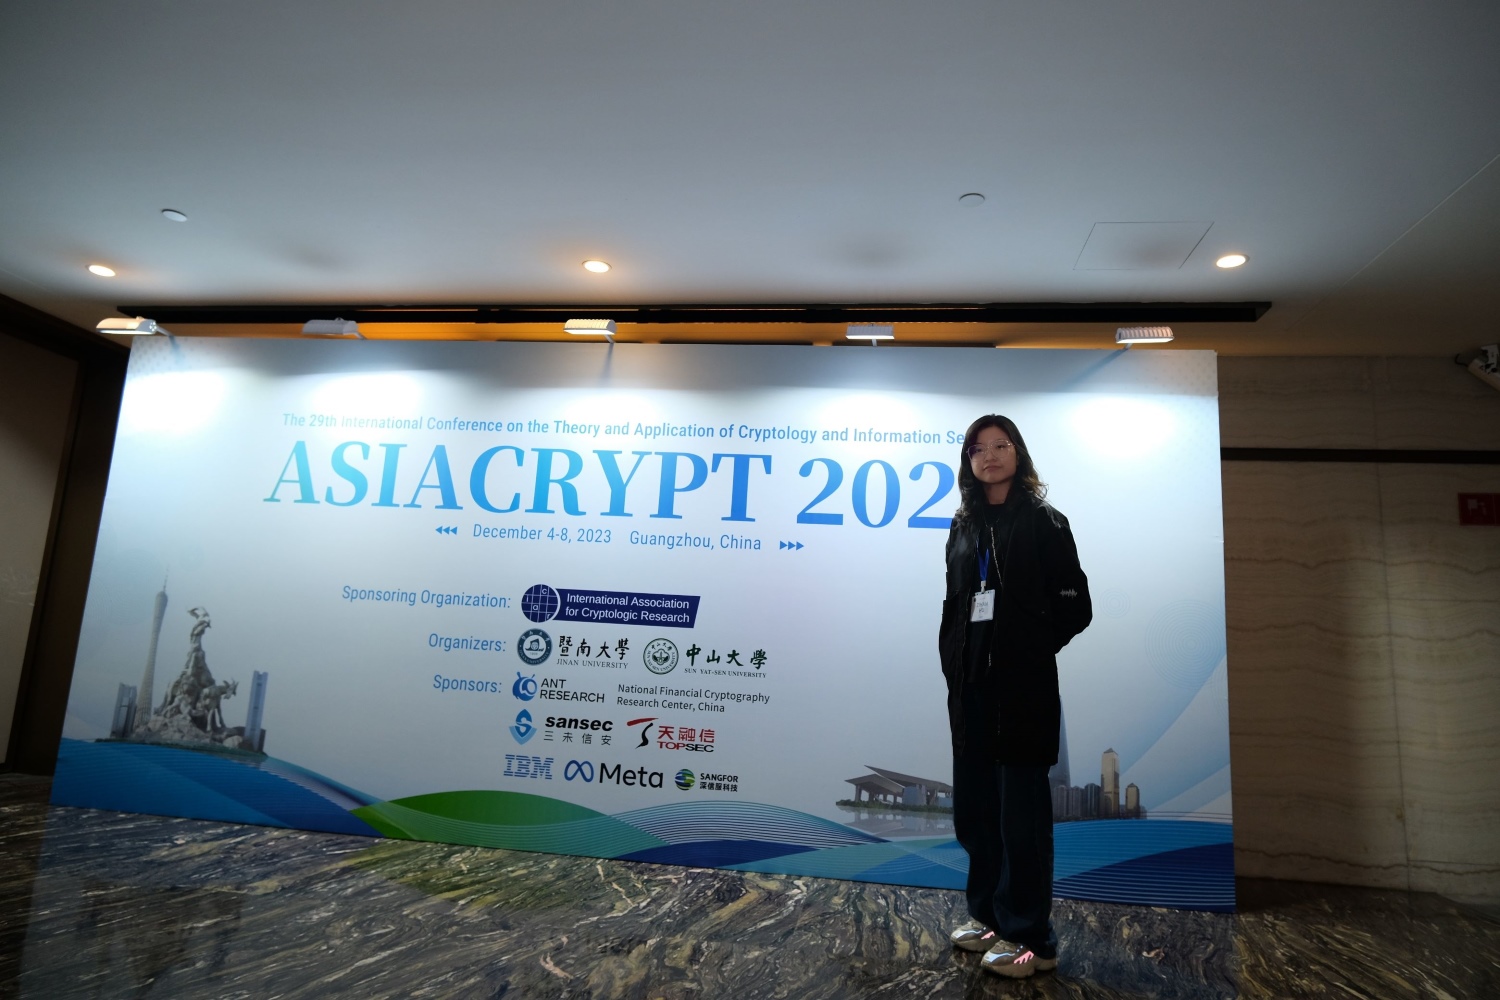 The 29th International Conference on the Theory and Application of Cryptology and Information Se
ASIACRYPT 202
December 4-8, 2023 Guangzhou, China
Sponsoring Organization:
International Association
for Cryptologic Research
Organizers:
暨南大學
JINAN UNIVERSITY
中山大學
SUN YAT-SEN UNIVERSITY
Sponsors:
ANT
RESEARCH
National Financial Cryptography
Research Center, China
sansec
三未信安
天融信
TOPSEC
IBM
Meta
SANGFOR
深信服科技